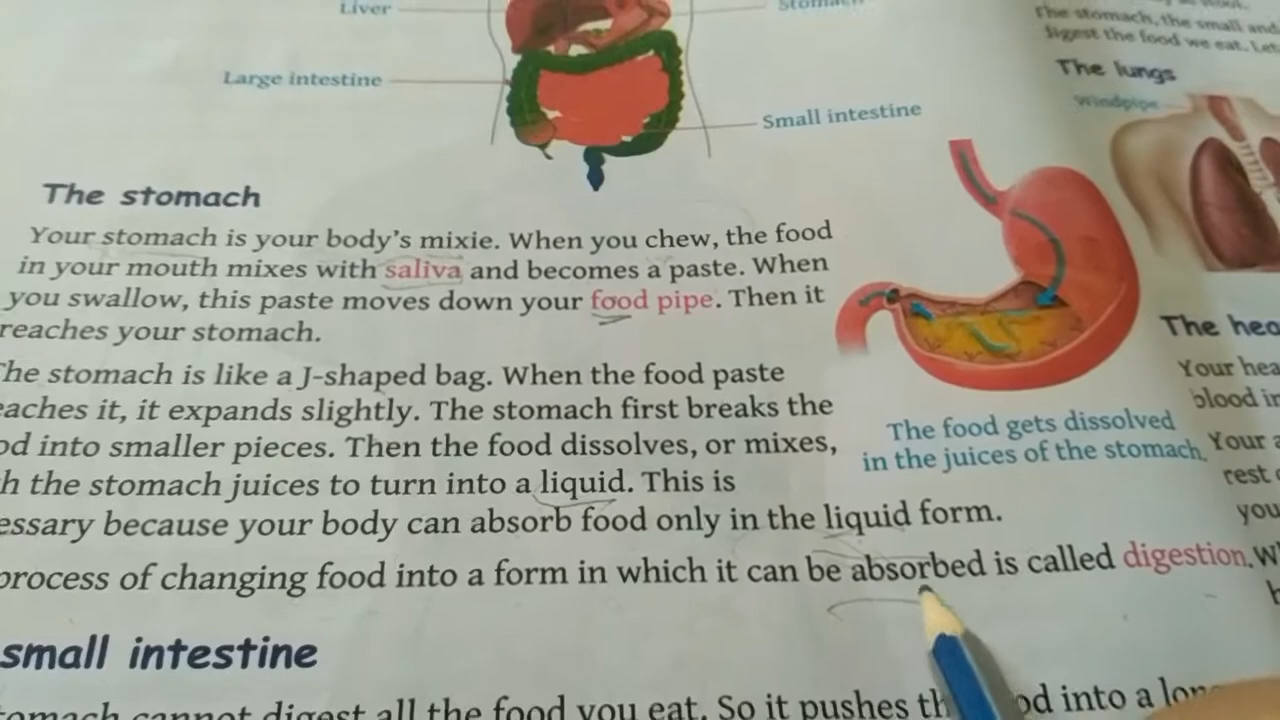 Liver
Stomach
Large intestine
Small intestine
The stomach
Your stomach is your body's mixie. When you chew, the food
in your mouth mixes with saliva and becomes a paste. When
you swallow, this paste moves down your food pipe. Then it
reaches your stomach.
The stomach is like a J-shaped bag. When the food paste
reaches it, it expands slightly. The stomach first breaks the
food into smaller pieces. Then the food dissolves, or mixes,
with the stomach juices to turn into a liquid. This is
necessary because your body can absorb food only in the liquid form.
process of changing food into a form in which it can be absorbed is called digestion.
The food gets dissolved
in the juices of the stomach.
small intestine
stomach cannot digest all the food you eat. So it pushes the food into a long
The stomach, the small and
digest the food we eat. Let
The lungs
Windpipe
The hea
Your hea
blood in
Your a
rest
you